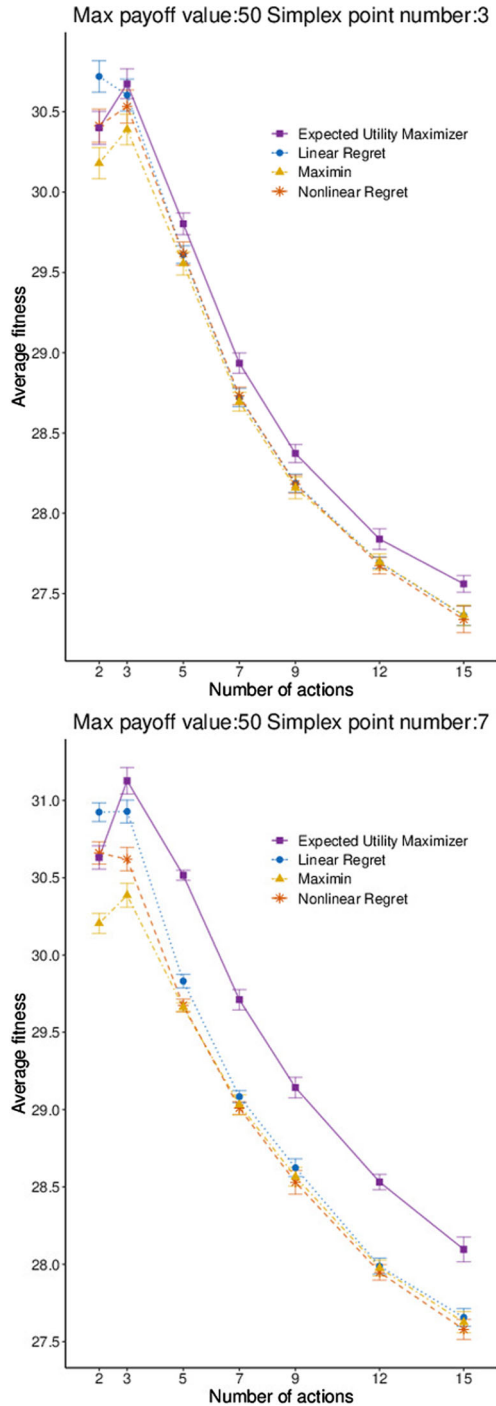 Max payoff value:50 Simplex point number:3
30.5
30.0
29.5
29.0
28.5
28.0
27.5
Average fitness
Expected Utility Maximizer
Linear Regret
Maximin
Nonlinear Regret
2 3 5 7 9 12 15
Number of actions
Max payoff value:50 Simplex point number:7
31.0
30.5
30.0
29.5
29.0
28.5
28.0
27.5
Average fitness
Expected Utility Maximizer
Linear Regret
Maximin
Nonlinear Regret
2 3 5 7 9 12 15
Number of actions